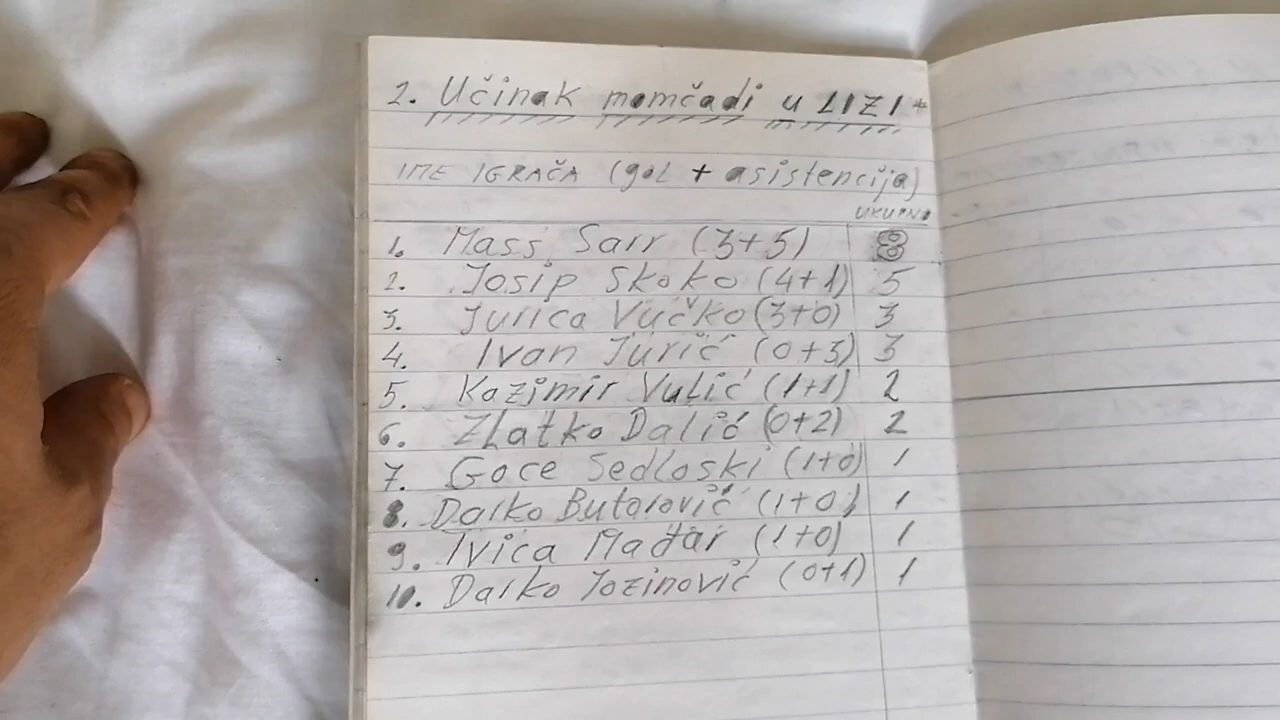 2. Učinak momčadi u LIZI
IME IGRAČA (gol + asistencija)
UKUPNO
1. Mass Sarr (3+5) 8
2. Josip Skoko (4+1) 5
3. Jurica Vučko (3+0) 3
4. Ivan Jurić (0+3) 3
5. Kazimir Vulić (1+1) 2
6. Zlatko Dalić (0+2) 2
7. Goce Sedloski (1+0) 1
8. Darko Butorović (1+0) 1
9. Ivica Mađar (1+0) 1
10. Darko Jozinović (0+1) 1